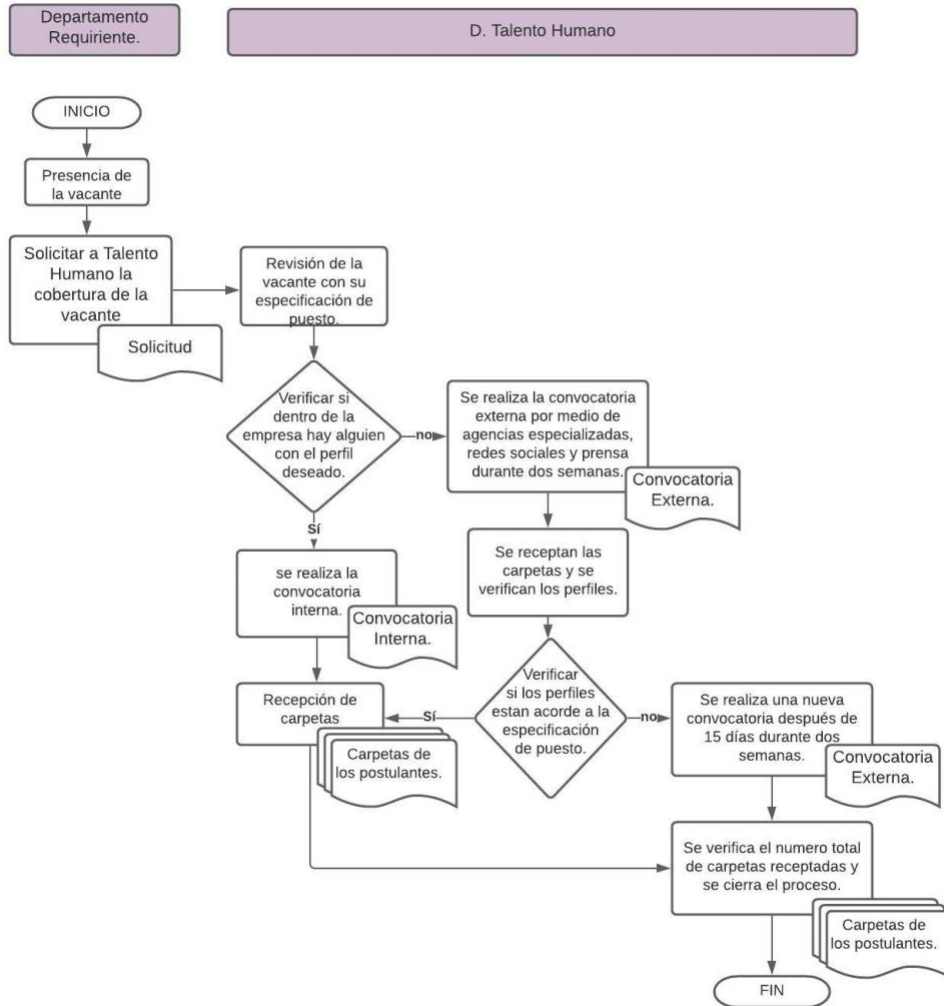 Departamento
Requiriente.
D. Talento Humano
INICIO
Presencia de
la vacante
Solicitar a Talento
Humano la
cobertura de la
vacante
Solicitud
Revisión de la
vacante con su
especificación de
puesto.
Verificar si
dentro de la
empresa hay alguien
con el perfil
deseado.
no
Se realiza la convocatoria
externa por medio de
agencias especializadas,
redes sociales y prensa
durante dos semanas.
Convocatoria
Externa.
Sí
se realiza la
convocatoria
interna.
Convocatoria
Interna.
Se receptan las
carpetas y se
verifican los perfiles.
Recepción de
carpetas
Carpetas de
los postulantes.
Sí
Verificar
si los perfiles
estan acorde a la
especificación
de puesto.
no
Se realiza una nueva
convocatoria después de
15 días durante dos
semanas.
Convocatoria
Externa.
Se verifica el numero total
de carpetas receptadas y
se cierra el proceso.
Carpetas de
los postulantes.
FIN